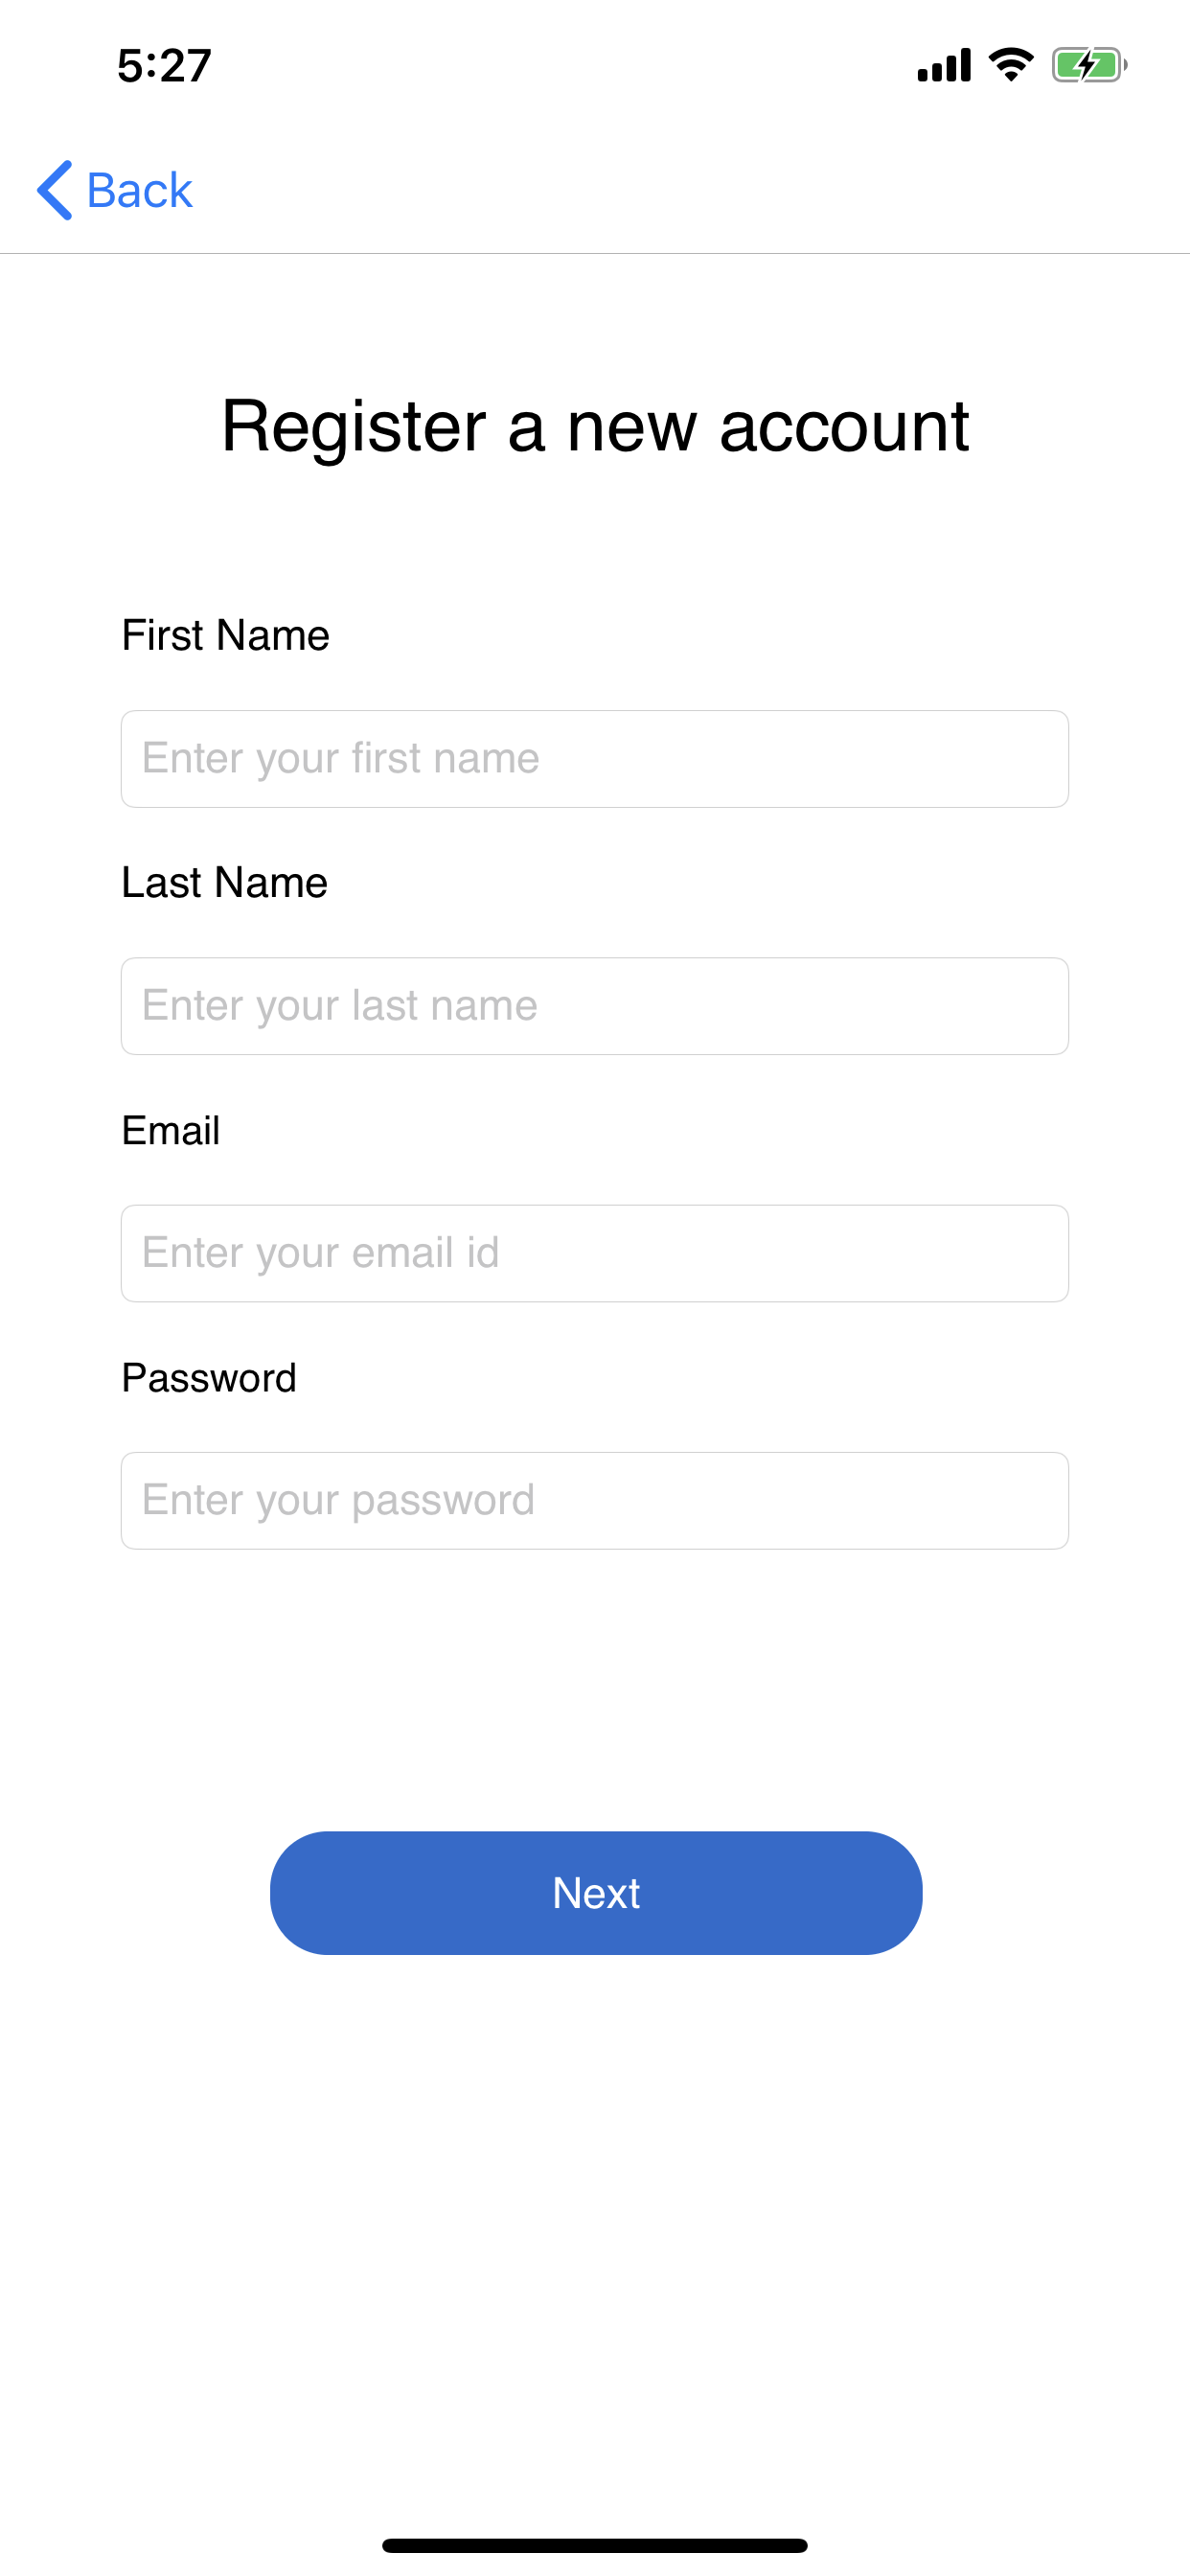 5:27
Back
Register a new account
First Name
Enter your first name
Last Name
Enter your last name
Email
Enter your email id
Password
Enter your password
Next